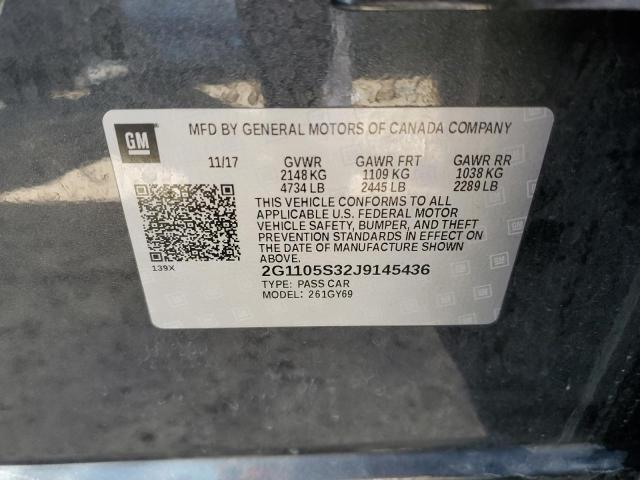 GM
MFD BY GENERAL MOTORS OF CANADA COMPANY
11/17 GVWR GAWR FRT GAWR RR
2148 KG 1109 KG 1038 KG
4734 LB 2445 LB 2289 LB
THIS VEHICLE CONFORMS TO ALL
APPLICABLE U.S. FEDERAL MOTOR
VEHICLE SAFETY, BUMPER, AND THEFT
PREVENTION STANDARDS IN EFFECT ON
THE DATE OF MANUFACTURE SHOWN
ABOVE.
139X
2G1105S32J9145436
TYPE: PASS CAR
MODEL: 261GY69